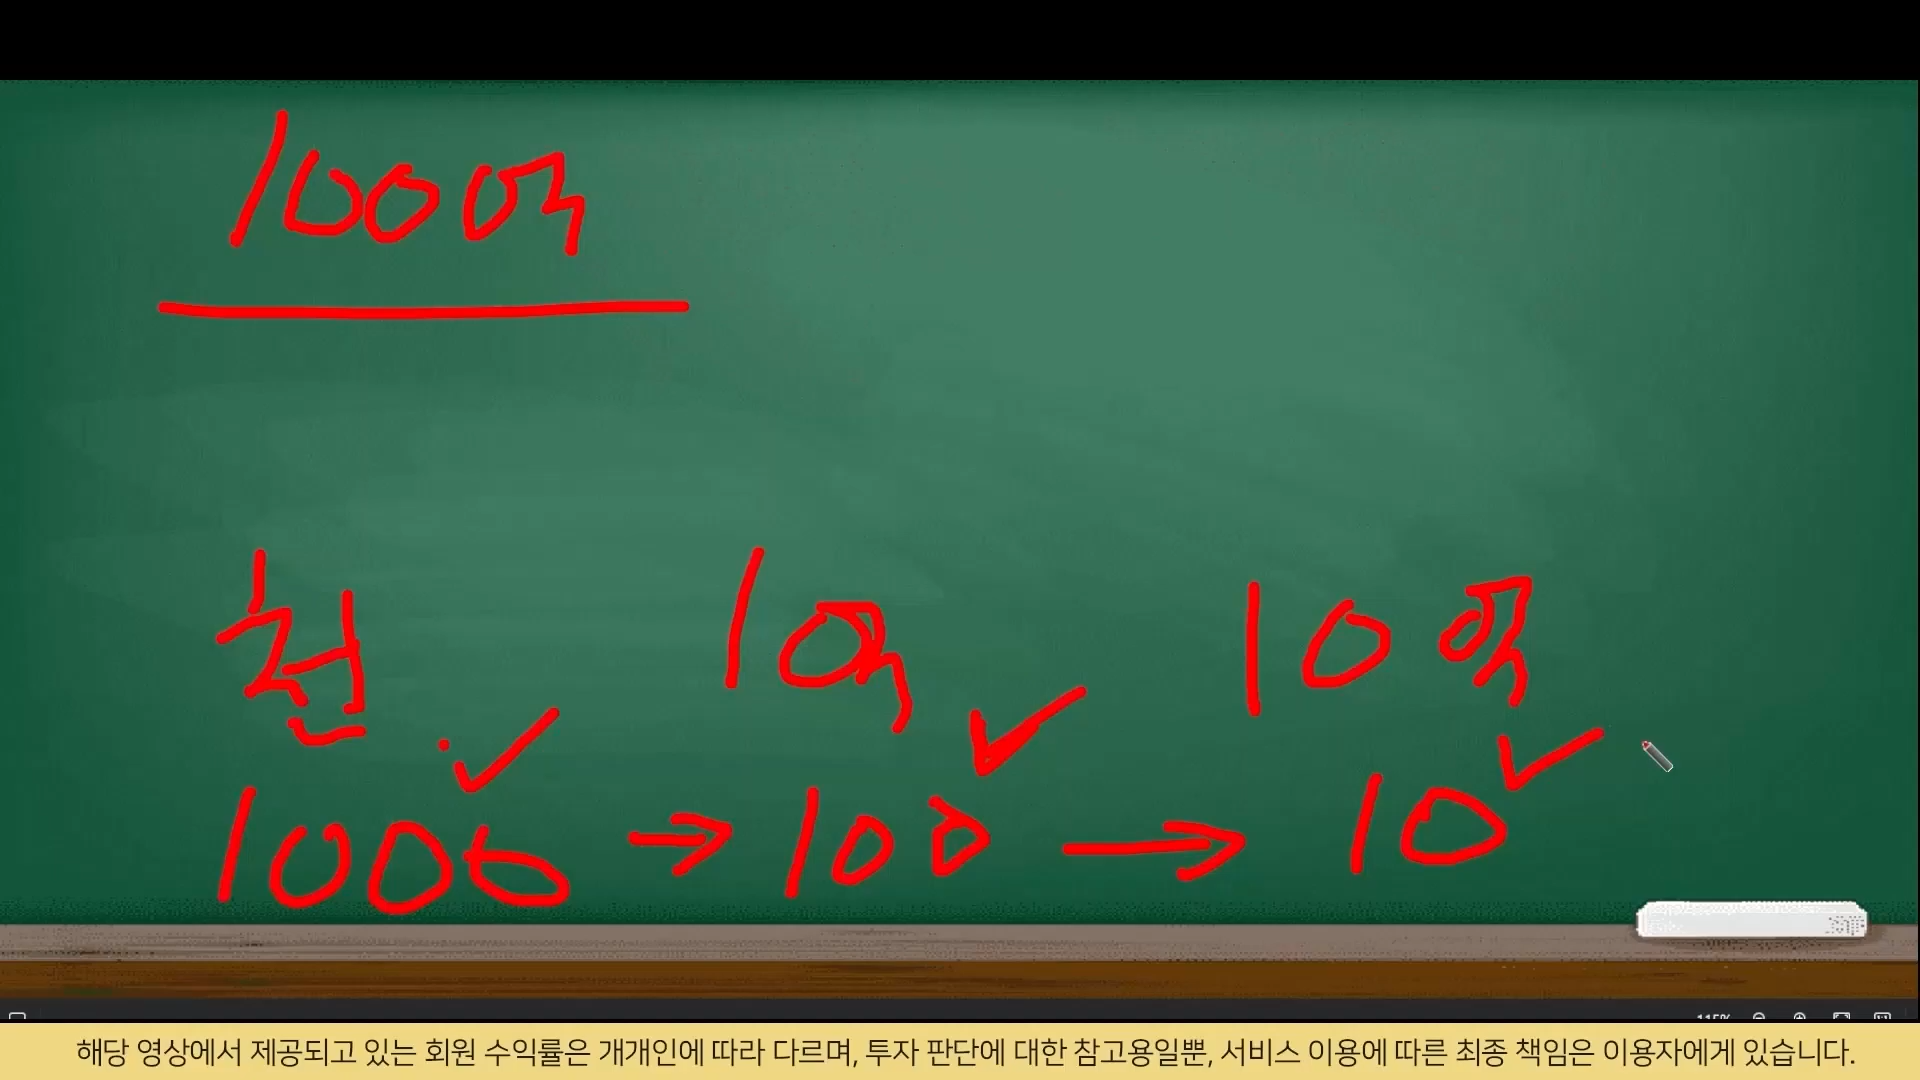 100억
천 10억 10억
1000 → 100 → 10
115%
해당 영상에서 제공되고 있는 회원 수익률은 개개인에 따라 다르며, 투자 판단에 대한 참고용일뿐, 서비스 이용에 따른 최종 책임은 이용자에게 있습니다.